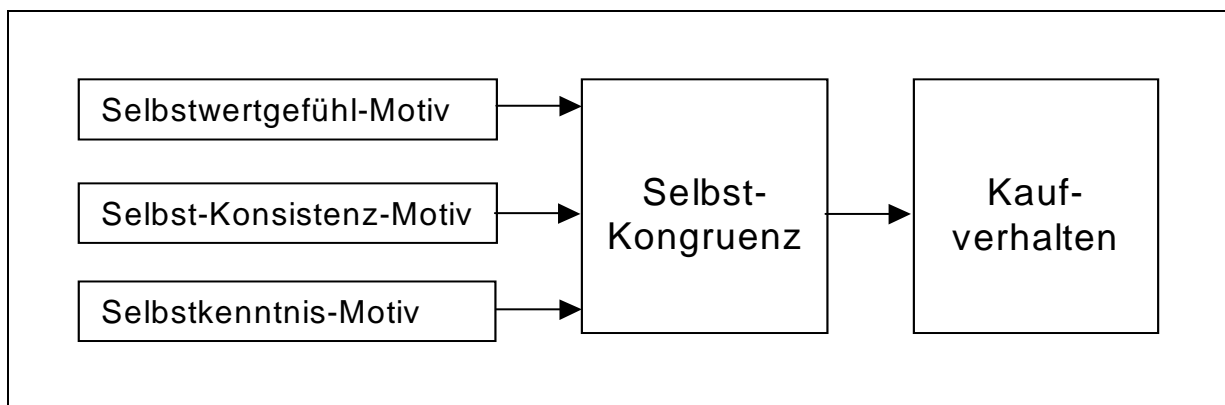 Selbstwertgefühl-Motiv
Selbst-Konsistenz-Motiv
Selbstkenntnis-Motiv
Selbst-
Kongruenz
Kauf-
verhalten